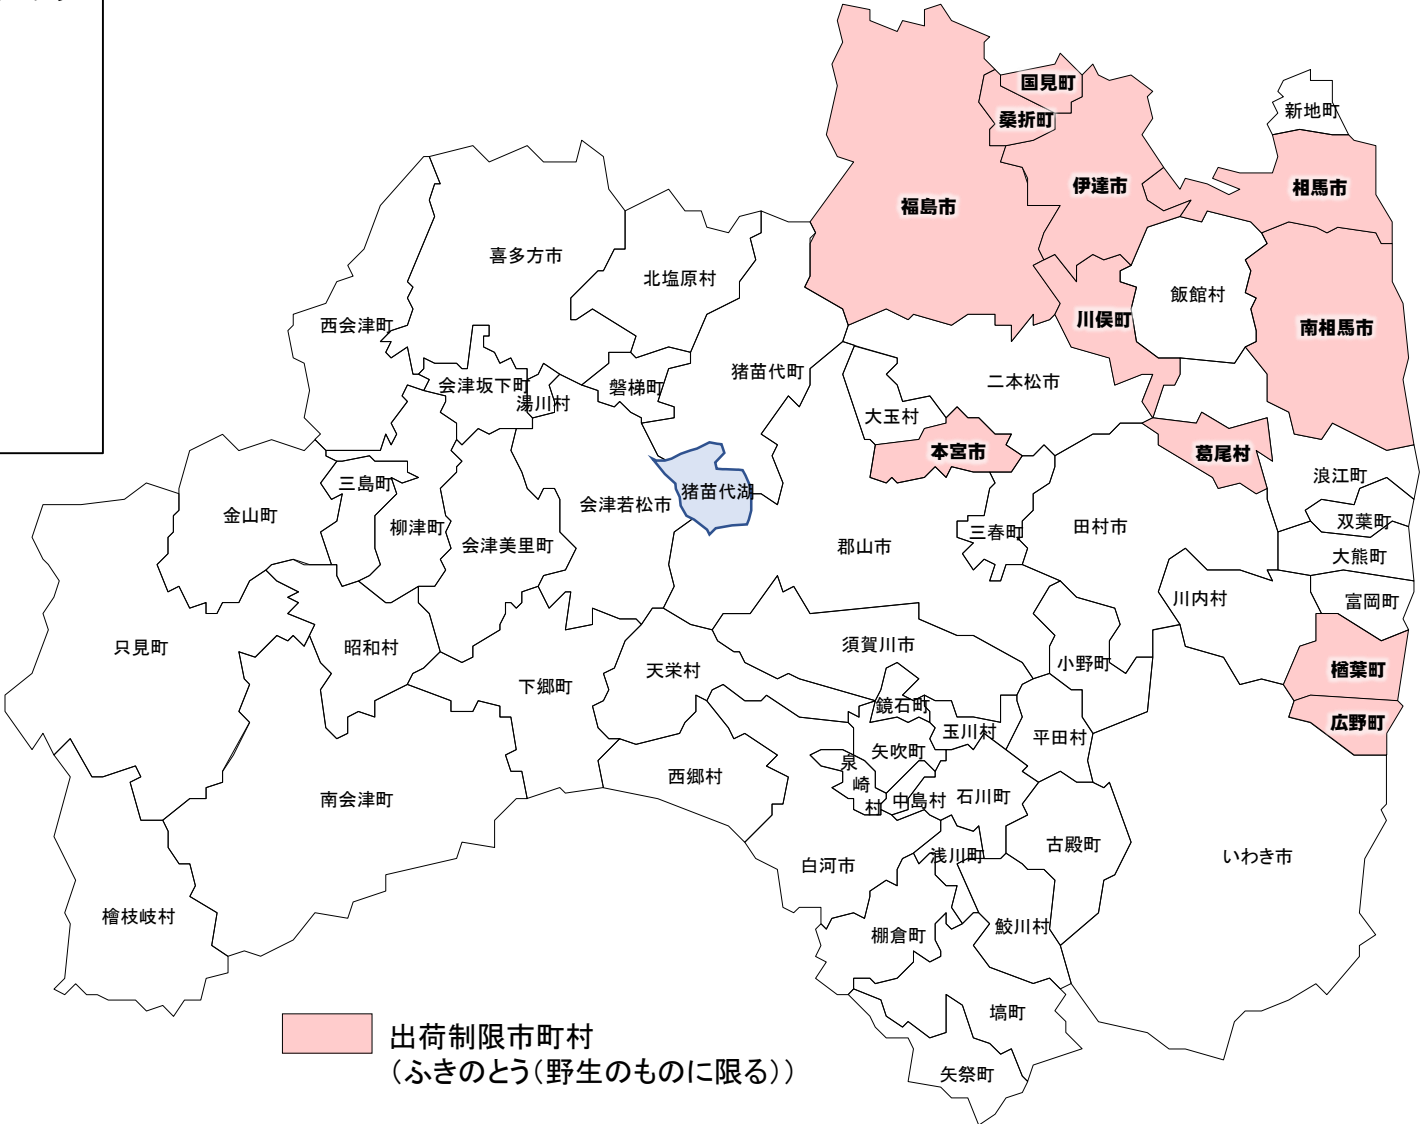 国見町
桑折町
新地町
伊達市
相馬市
福島市
喜多方市
北塩原村
飯館村
川俣町
南相馬市
西会津町
猪苗代町
二本松市
会津坂下町
磐梯町
湯川村
大玉村
本宮市
葛尾村
浪江町
三島町
猪苗代湖
会津若松市
金山町
柳津町
双葉町
田村市
三春町
会津美里町
郡山市
大熊町
川内村
富岡町
只見町
昭和村
須賀川市
小野町
天栄村
楢葉町
下郷町
鏡石町
広野町
玉川村
平田村
矢吹町
泉
崎
村
西郷村
南会津町
中島村
石川町
古殿町
浅川町
いわき市
白河市
檜枝岐村
棚倉町
鮫川村
塙町
矢祭町
出荷制限市町村
（ふきのとう（野生のものに限る））